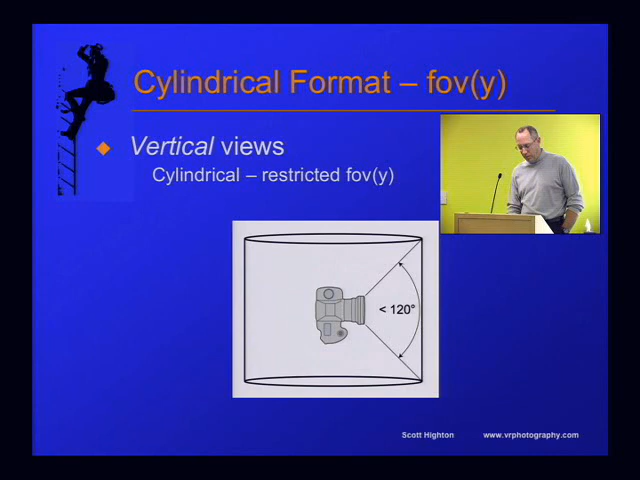 Cylindrical Format – fov(y)
Vertical views
Cylindrical – restricted fov(y)
< 120°
Scott Highton www.vrphotography.com